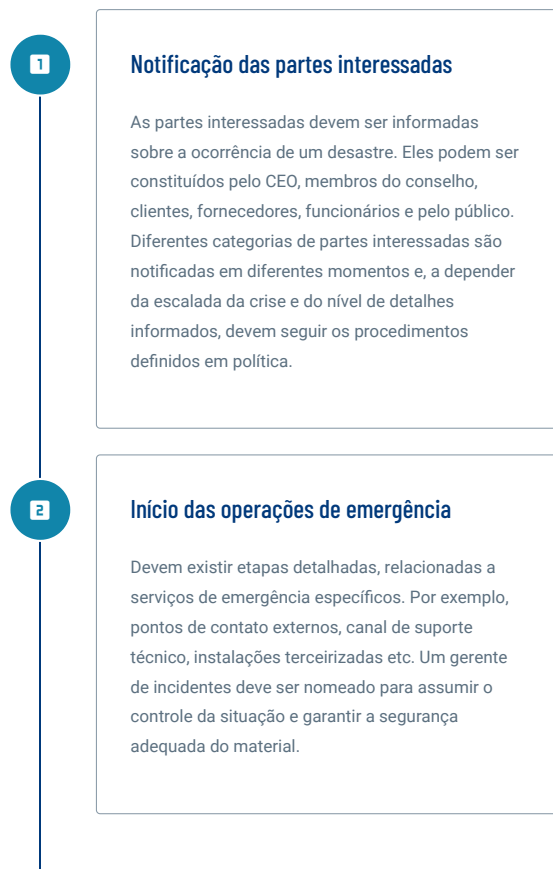 1
Notificação das partes interessadas
As partes interessadas devem ser informadas
sobre a ocorrência de um desastre. Eles podem ser
constituídos pelo CEO, membros do conselho,
clientes, fornecedores, funcionários e pelo público.
Diferentes categorias de partes interessadas são
notificadas em diferentes momentos e, a depender
da escalada da crise e do nível de detalhes
informados, devem seguir os procedimentos
definidos em política.
2
Início das operações de emergência
Devem existir etapas detalhadas, relacionadas a
serviços de emergência específicos. Por exemplo,
pontos de contato externos, canal de suporte
técnico, instalações terceirizadas etc. Um gerente
de incidentes deve ser nomeado para assumir o
controle da situação e garantir a segurança
adequada do material.